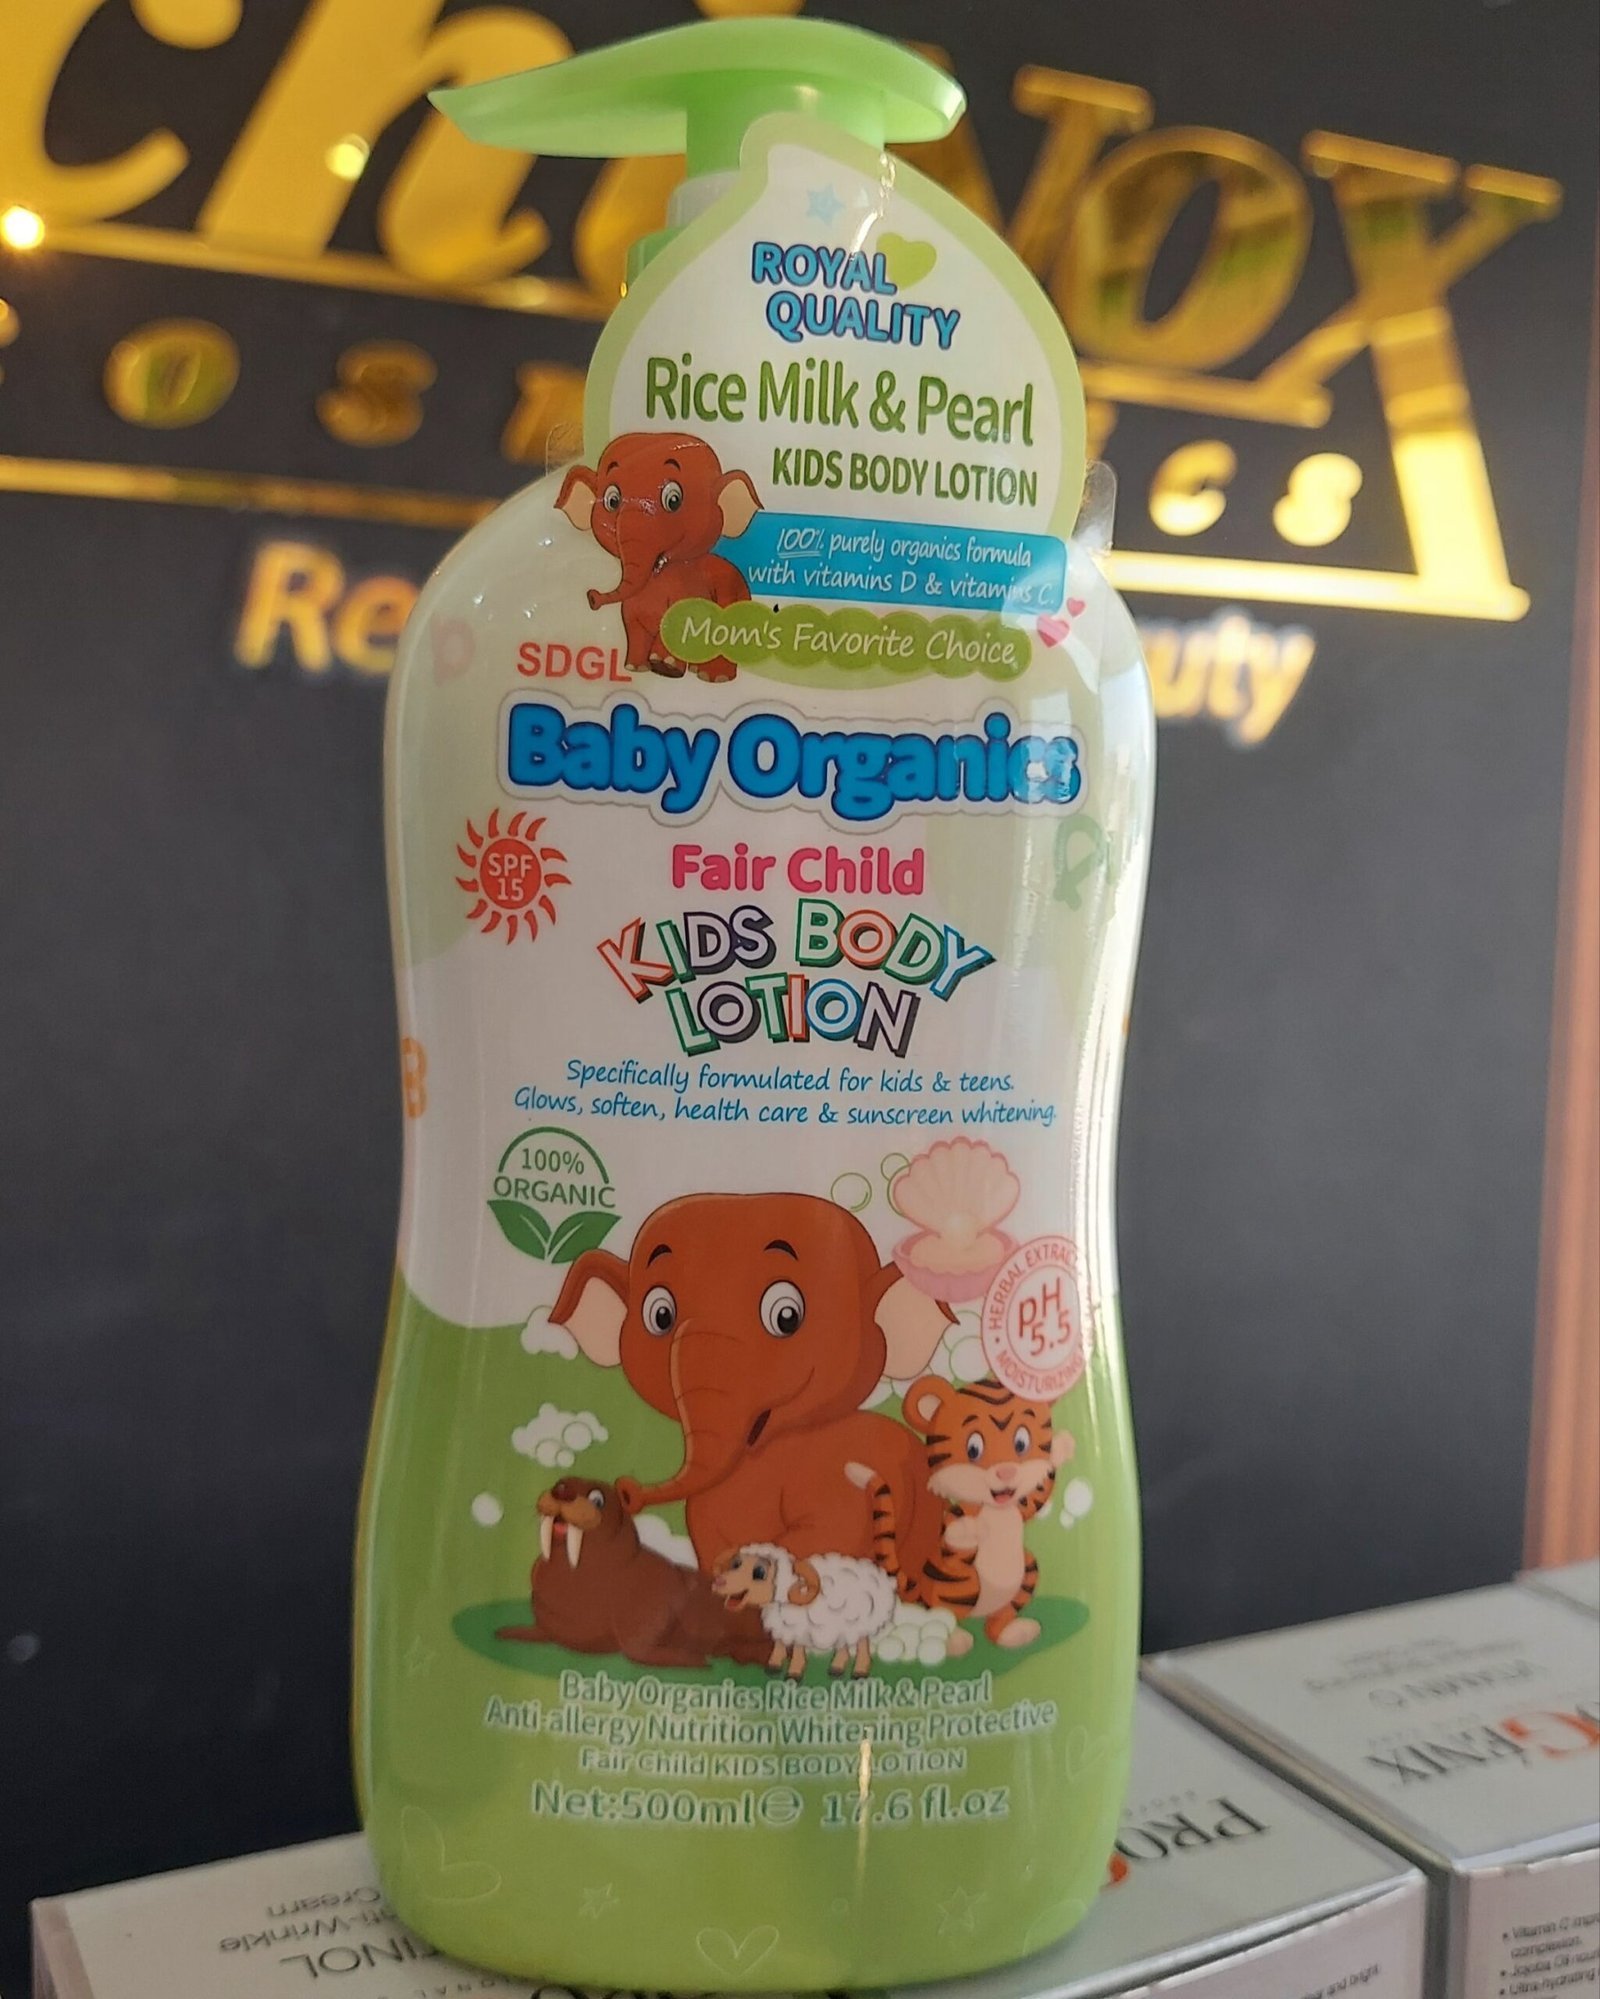 NOX
ROYAL
QUALITY
Rice Milk & Pearl
KIDS BODY LOTION
100% purely organics formula
with vitamins D & vitamins C.
Mom's Favorite Choice
SDGL
Baby Organics
SPF
15
Fair Child
KIDS BODY
LOTION
Specifically formulated for kids & teens.
Glows, soften, health care & sunscreen whitening.
100%
ORGANIC
HERBAL EXTRA
pH
5.5
MOISTURIZING
Baby Organics Rice Milk & Pearl
Anti-allergy Nutrition Whitening Protective
Fair Child KIDS BODY LOTION
Net:500ml℮ 17.6 fl.oz